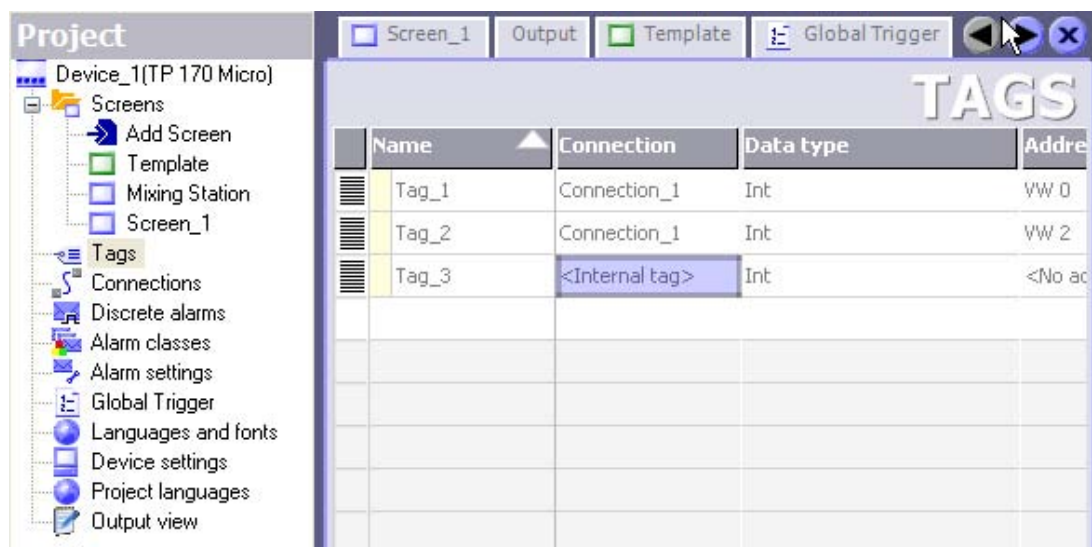 Project
Device_1(TP 170 Micro)
Screens
Add Screen
Template
Mixing Station
Screen_1
Tags
Connections
Discrete alarms
Alarm classes
Alarm settings
Global Trigger
Languages and fonts
Device settings
Project languages
Output view
Screen_1 Output Template Global Trigger
TAGS
Name Connection Data type Addre
Tag_1 Connection_1 Int VW 0
Tag_2 Connection_1 Int VW 2
Tag_3 <Internal tag> Int <No ac